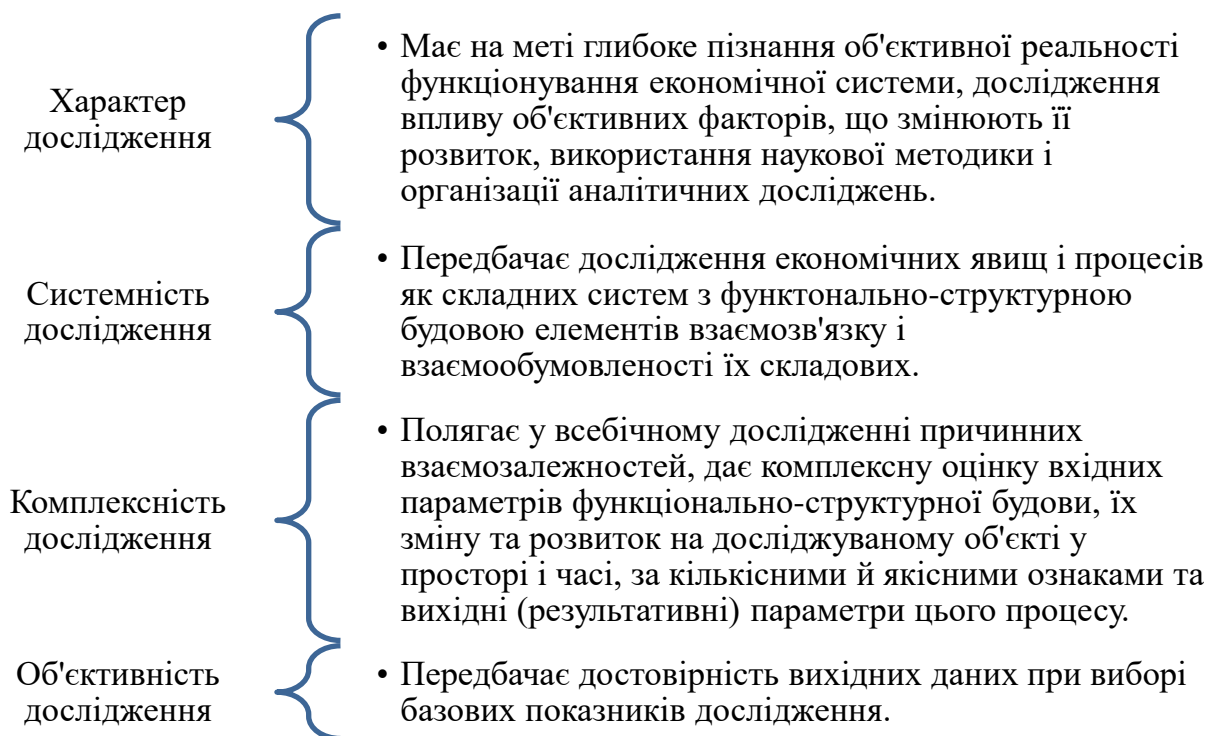 Характер
дослідження
• Має на меті глибоке пізнання об'єктивної реальності
функціонування економічної системи, дослідження
впливу об'єктивних факторів, що змінюють її
розвиток, використання наукової методики і
організації аналітичних досліджень.
Системність
дослідження
• Передбачає дослідження економічних явищ і процесів
як складних систем з функтонально-структурною
будовою елементів взаємозв'язку і
взаємообумовленості їх складових.
Комплексність
дослідження
• Полягає у всебічному дослідженні причинних
взаємозалежностей, дає комплексну оцінку вхідних
параметрів функціонально-структурної будови, їх
зміну та розвиток на досліджуваному об'єкті у
просторі і часі, за кількісними й якісними ознаками та
вихідні (результативні) параметри цього процесу.
Об'єктивність
дослідження
• Передбачає достовірність вихідних даних при виборі
базових показників дослідження.